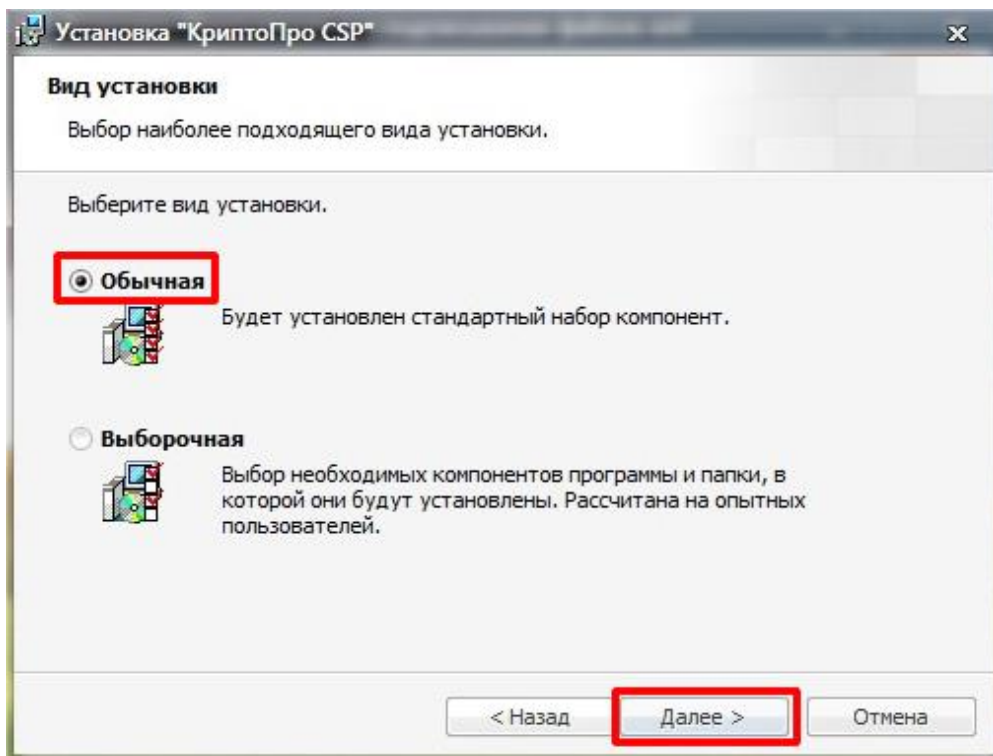 Установка "КриптоПро CSP"
Вид установки
Выбор наиболее подходящего вида установки.
Выберите вид установки.
Обычная
Будет установлен стандартный набор компонент.
Выборочная
Выбор необходимых компонентов программы и папки, в
которой они будут установлены. Рассчитана на опытных
пользователей.
< Назад
Далее >
Отмена